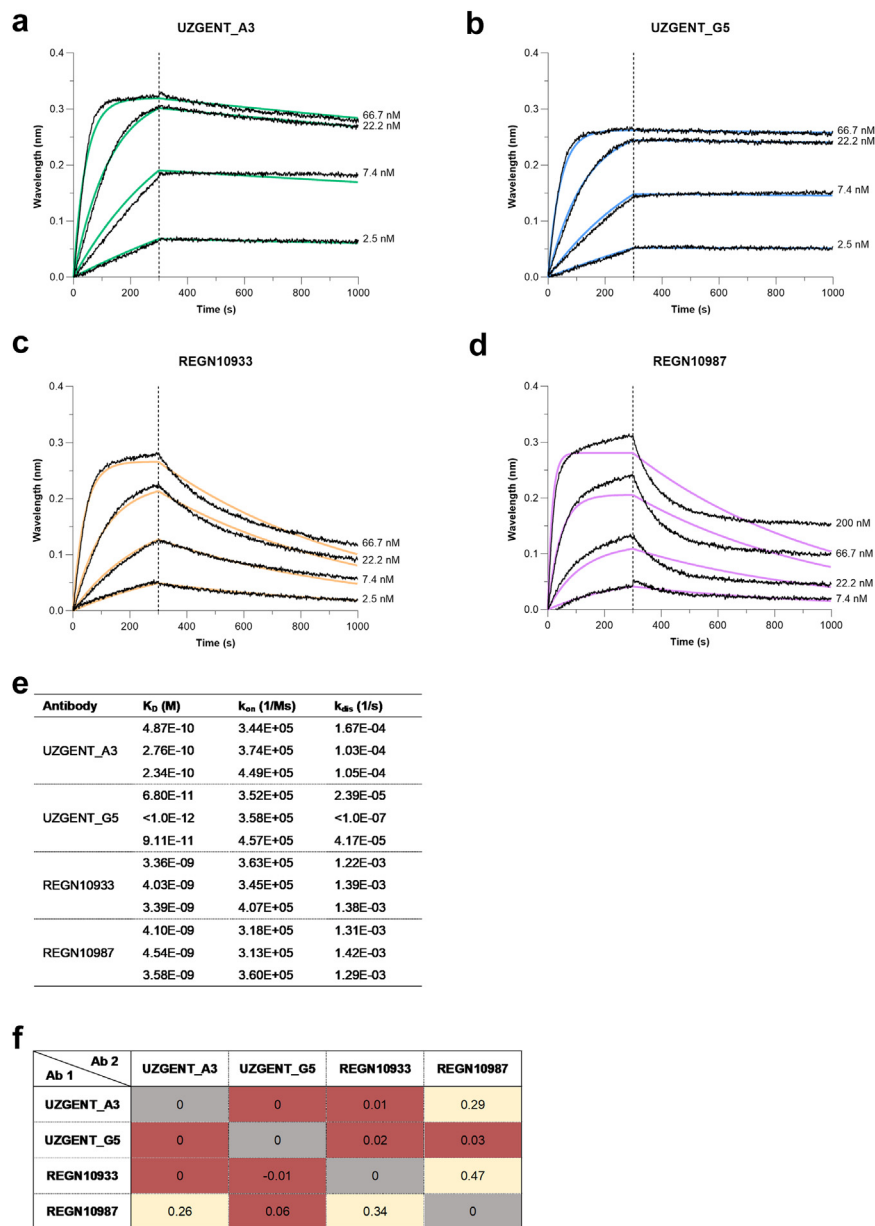 a
UZGENT_A3
0.4
0.3
0.2
0.1
0.0
Wavelength (nm)
66.7 nM
22.2 nM
7.4 nM
2.5 nM
0 200 400 600 800 1000
Time (s)
b
UZGENT_G5
0.4
0.3
0.2
0.1
0.0
Wavelength (nm)
66.7 nM
22.2 nM
7.4 nM
2.5 nM
0 200 400 600 800 1000
Time (s)
c
REGN10933
0.4
0.3
0.2
0.1
0.0
Wavelength (nm)
66.7 nM
22.2 nM
7.4 nM
2.5 nM
0 200 400 600 800 1000
Time (s)
d
REGN10987
0.4
0.3
0.2
0.1
0.0
Wavelength (nm)
200 nM
66.7 nM
22.2 nM
7.4 nM
0 200 400 600 800 1000
Time (s)
e
Antibody K_D (M) k_on (1/Ms) k_dis (1/s)
4.87E-10 3.44E+05 1.67E-04
UZGENT_A3 2.76E-10 3.74E+05 1.03E-04
2.34E-10 4.49E+05 1.05E-04
6.80E-11 3.52E+05 2.39E-05
UZGENT_G5 <1.0E-12 3.58E+05 <1.0E-07
9.11E-11 4.57E+05 4.17E-05
3.36E-09 3.63E+05 1.22E-03
REGN10933 4.03E-09 3.45E+05 1.39E-03
3.39E-09 4.07E+05 1.38E-03
4.10E-09 3.18E+05 1.31E-03
REGN10987 4.54E-09 3.13E+05 1.42E-03
3.58E-09 3.60E+05 1.29E-03
f
Ab 2
Ab 1
UZGENT_A3 UZGENT_G5 REGN10933 REGN10987
UZGENT_A3 0 0 0.01 0.29
UZGENT_G5 0 0 0.02 0.03
REGN10933 0 -0.01 0 0.47
REGN10987 0.26 0.06 0.34 0